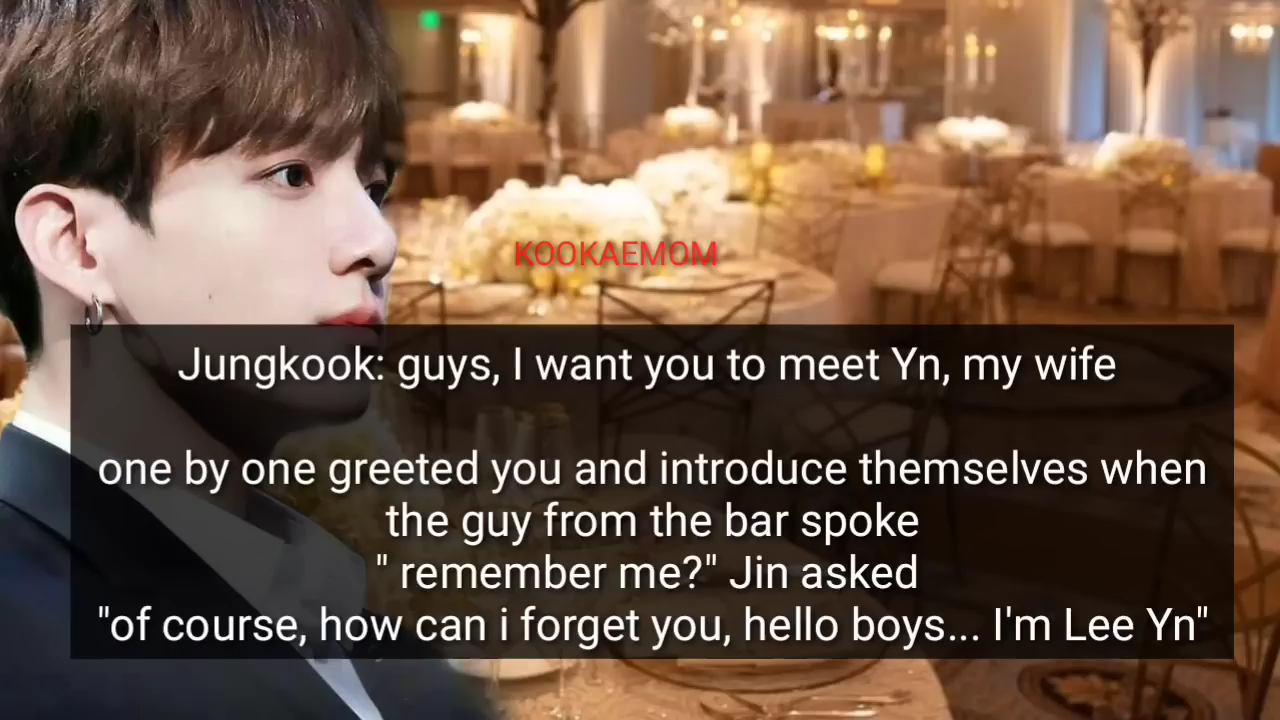 KOOKAEMOM
Jungkook: guys, I want you to meet Yn, my wife
one by one greeted you and introduce themselves when
the guy from the bar spoke
" remember me?" Jin asked
"of course, how can i forget you, hello boys... I'm Lee Yn"